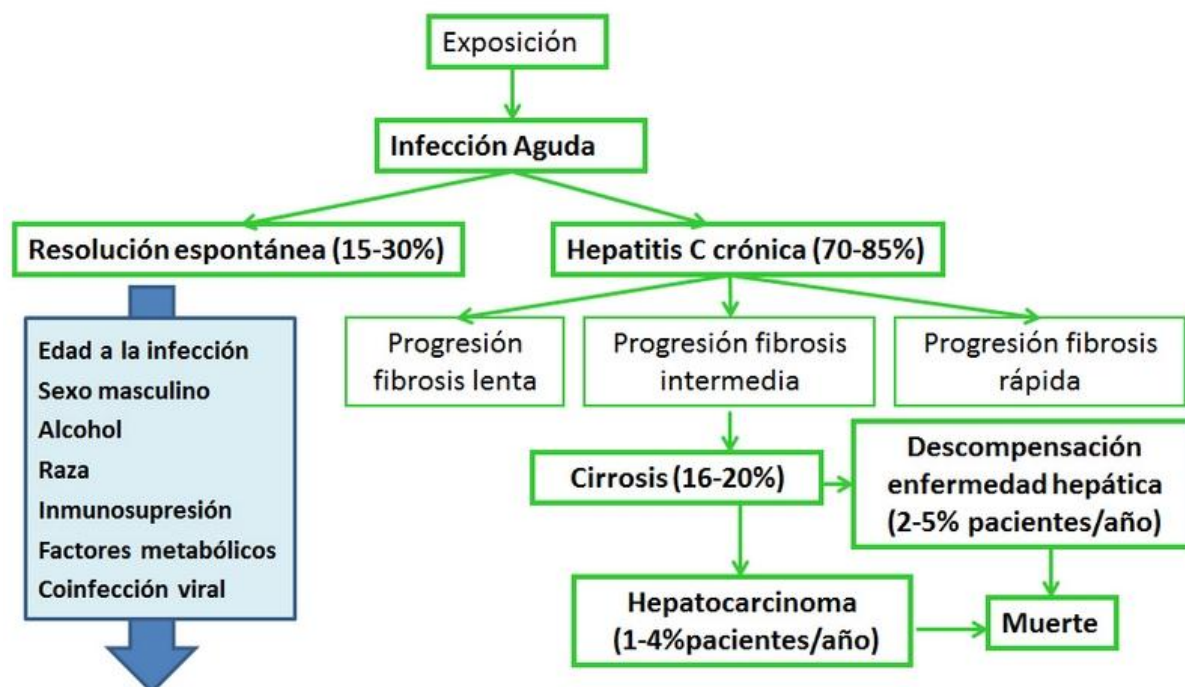 Exposición
Infección Aguda
Resolución espontánea (15-30%)
Hepatitis C crónica (70-85%)
Edad a la infección
Sexo masculino
Alcohol
Raza
Inmunosupresión
Factores metabólicos
Coinfección viral
Progresión
fibrosis lenta
Progresión fibrosis
intermedia
Progresión fibrosis
rápida
Cirrosis (16-20%)
Descompensación
enfermedad hepática
(2-5% pacientes/año)
Hepatocarcinoma
(1-4%pacientes/año)
Muerte